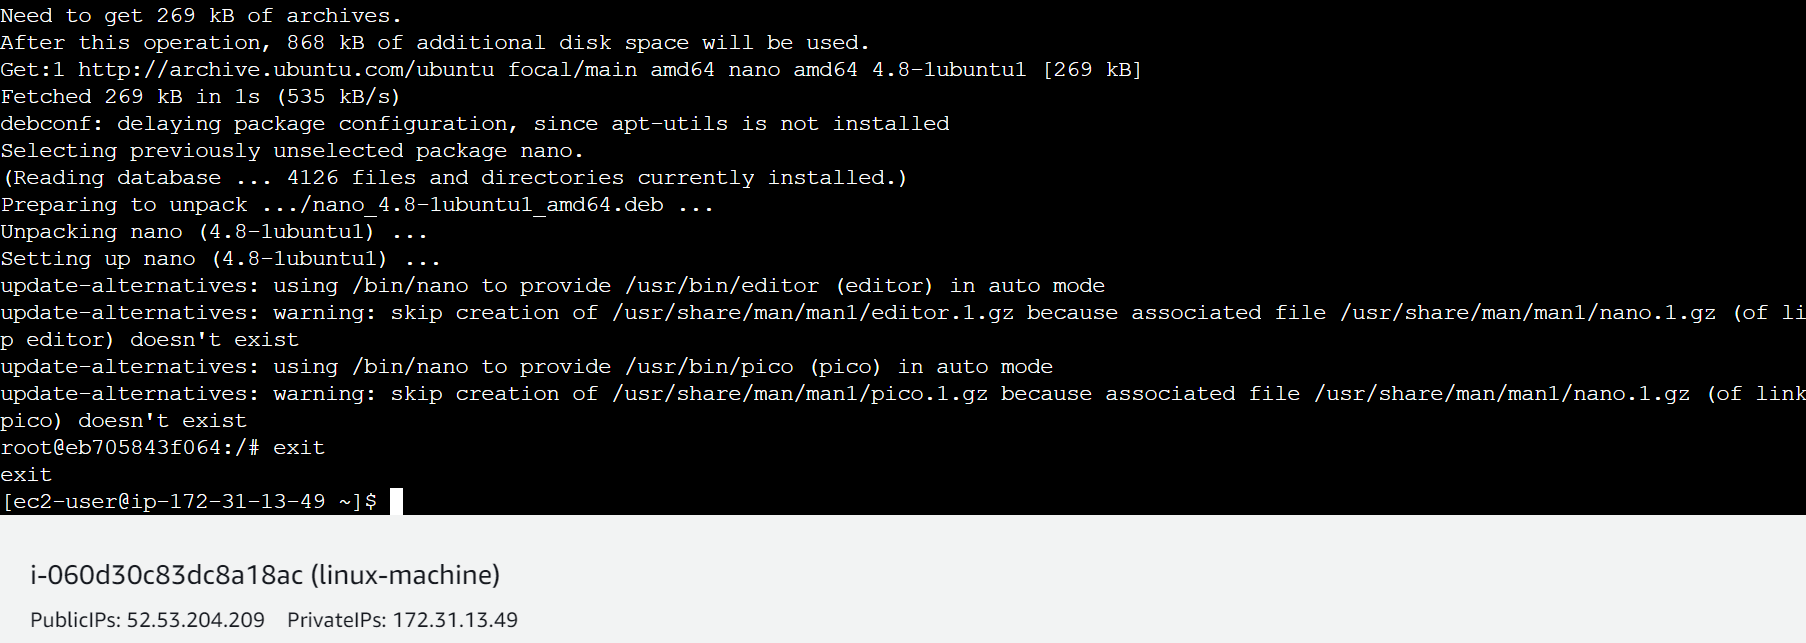 Need to get 269 kB of archives.
After this operation, 868 kB of additional disk space will be used.
Get:1 http://archive.ubuntu.com/ubuntu focal/main amd64 nano amd64 4.8-1ubuntu1 [269 kB]
Fetched 269 kB in 1s (535 kB/s)
debconf: delaying package configuration, since apt-utils is not installed
Selecting previously unselected package nano.
(Reading database ... 4126 files and directories currently installed.)
Preparing to unpack .../nano_4.8-1ubuntu1_amd64.deb ...
Unpacking nano (4.8-1ubuntu1) ...
Setting up nano (4.8-1ubuntu1) ...
update-alternatives: using /bin/nano to provide /usr/bin/editor (editor) in auto mode
update-alternatives: warning: skip creation of /usr/share/man/man1/editor.1.gz because associated file /usr/share/man/man1/nano.1.gz (of li
p editor) doesn't exist
update-alternatives: using /bin/nano to provide /usr/bin/pico (pico) in auto mode
update-alternatives: warning: skip creation of /usr/share/man/man1/pico.1.gz because associated file /usr/share/man/man1/nano.1.gz (of link
pico) doesn't exist
root@eb705843f064:/# exit
exit
[ec2-user@ip-172-31-13-49 ~]$
i-060d30c83dc8a18ac (linux-machine)
PublicIPs: 52.53.204.209 PrivateIPs: 172.31.13.49